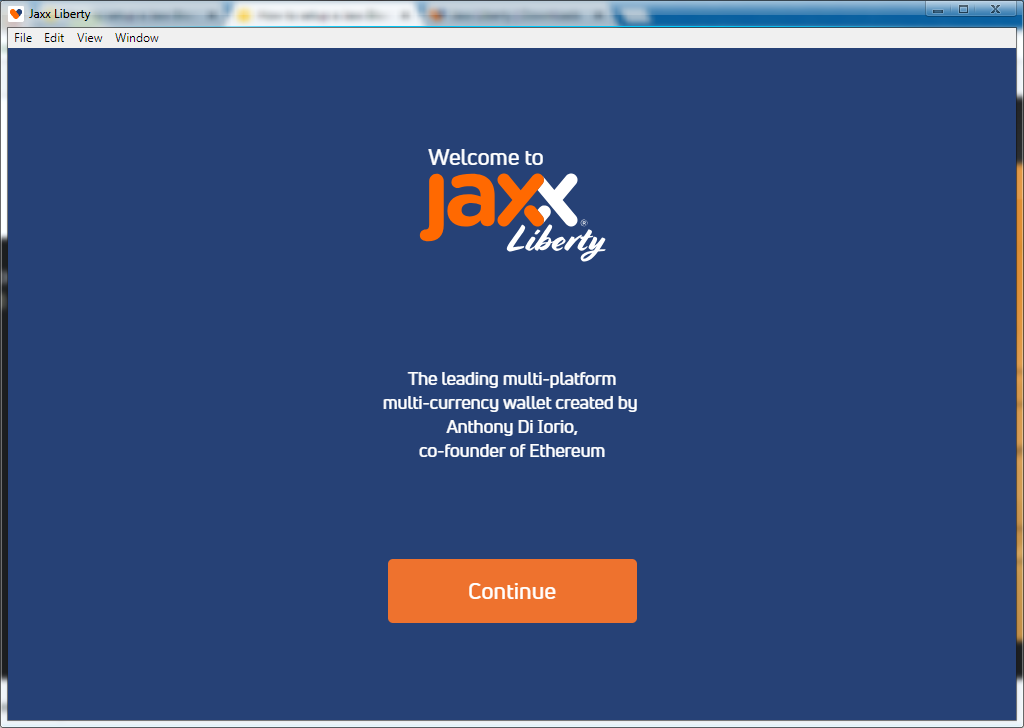 Jaxx Liberty
File Edit View Window
Welcome to
jaxx
®
Liberty
The leading multi-platform
multi-currency wallet created by
Anthony Di Iorio,
co-founder of Ethereum
Continue